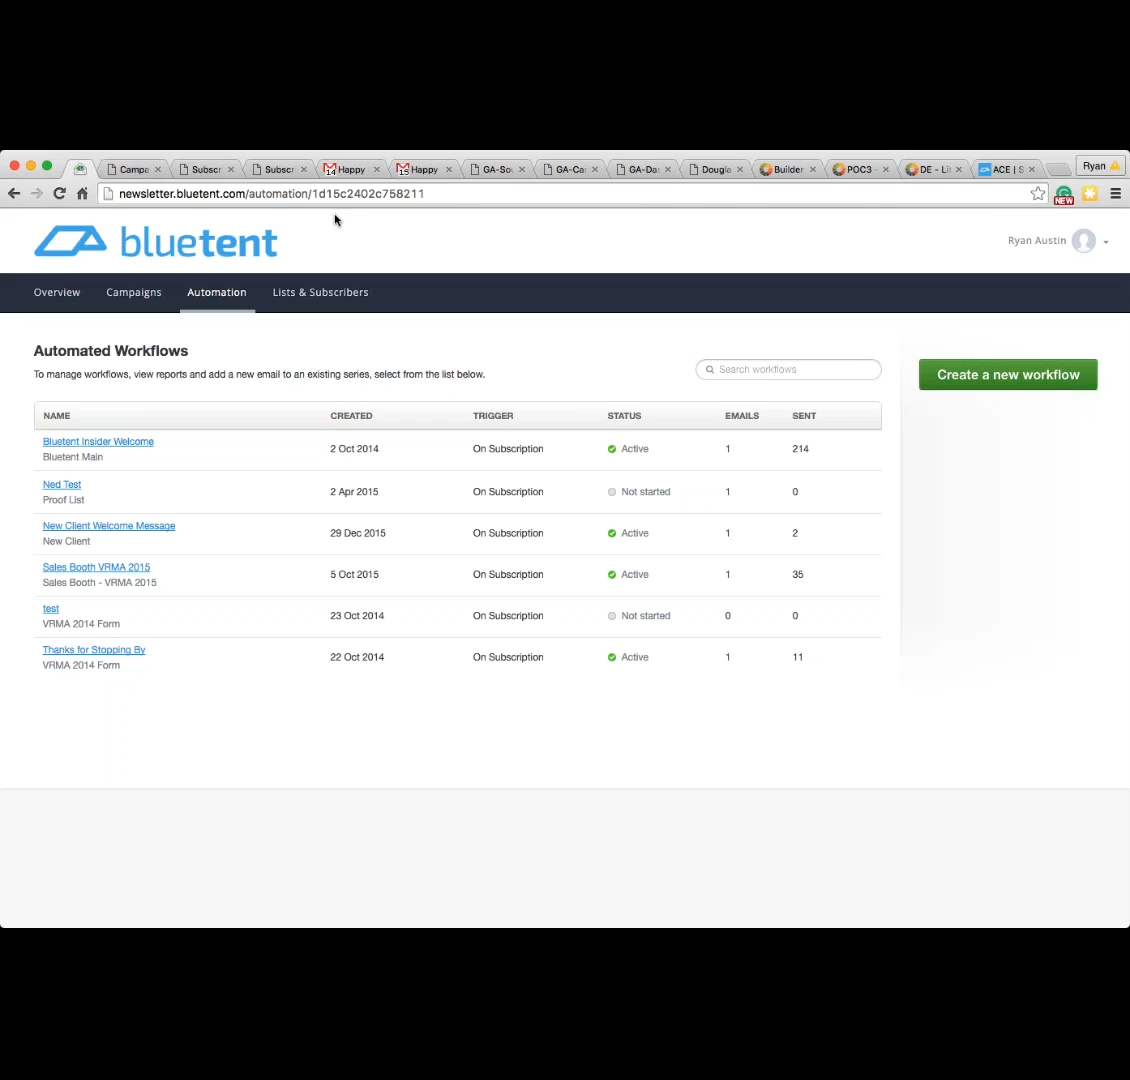 Campa
Subscr
Subscr
14 Happy
15 Happy
GA-Sou
GA-Car
GA-Da
Dougla
Builder
POC3 -
DE - Lit
ACE | S
Ryan
newsletter.bluetent.com/automation/1d15c2402c758211
NEW
bluetent
Ryan Austin
Overview Campaigns Automation Lists & Subscribers
Automated Workflows
To manage workflows, view reports and add a new email to an existing series, select from the list below.
Search workflows
Create a new workflow
NAME CREATED TRIGGER STATUS EMAILS SENT
Bluetent Insider Welcome
Bluetent Main
2 Oct 2014 On Subscription Active 1 214
Ned Test
Proof List
2 Apr 2015 On Subscription Not started 1 0
New Client Welcome Message
New Client
29 Dec 2015 On Subscription Active 1 2
Sales Booth VRMA 2015
Sales Booth - VRMA 2015
5 Oct 2015 On Subscription Active 1 35
test
VRMA 2014 Form
23 Oct 2014 On Subscription Not started 0 0
Thanks for Stopping By
VRMA 2014 Form
22 Oct 2014 On Subscription Active 1 11